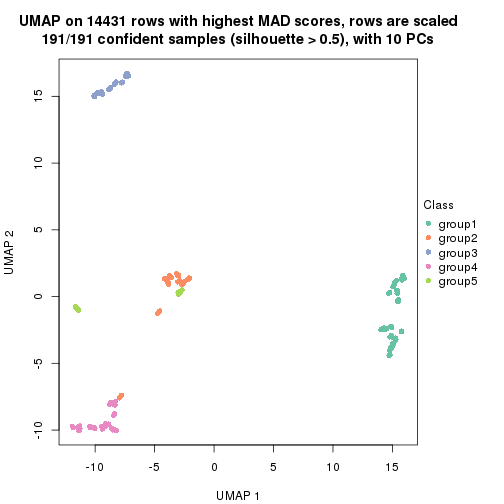 UMAP on 14431 rows with highest MAD scores, rows are scaled
191/191 confident samples (silhouette > 0.5), with 10 PCs
15
10
5
0
-5
-10
UMAP 2
-10
-5
0
5
10
15
UMAP 1
Class
group1
group2
group3
group4
group5